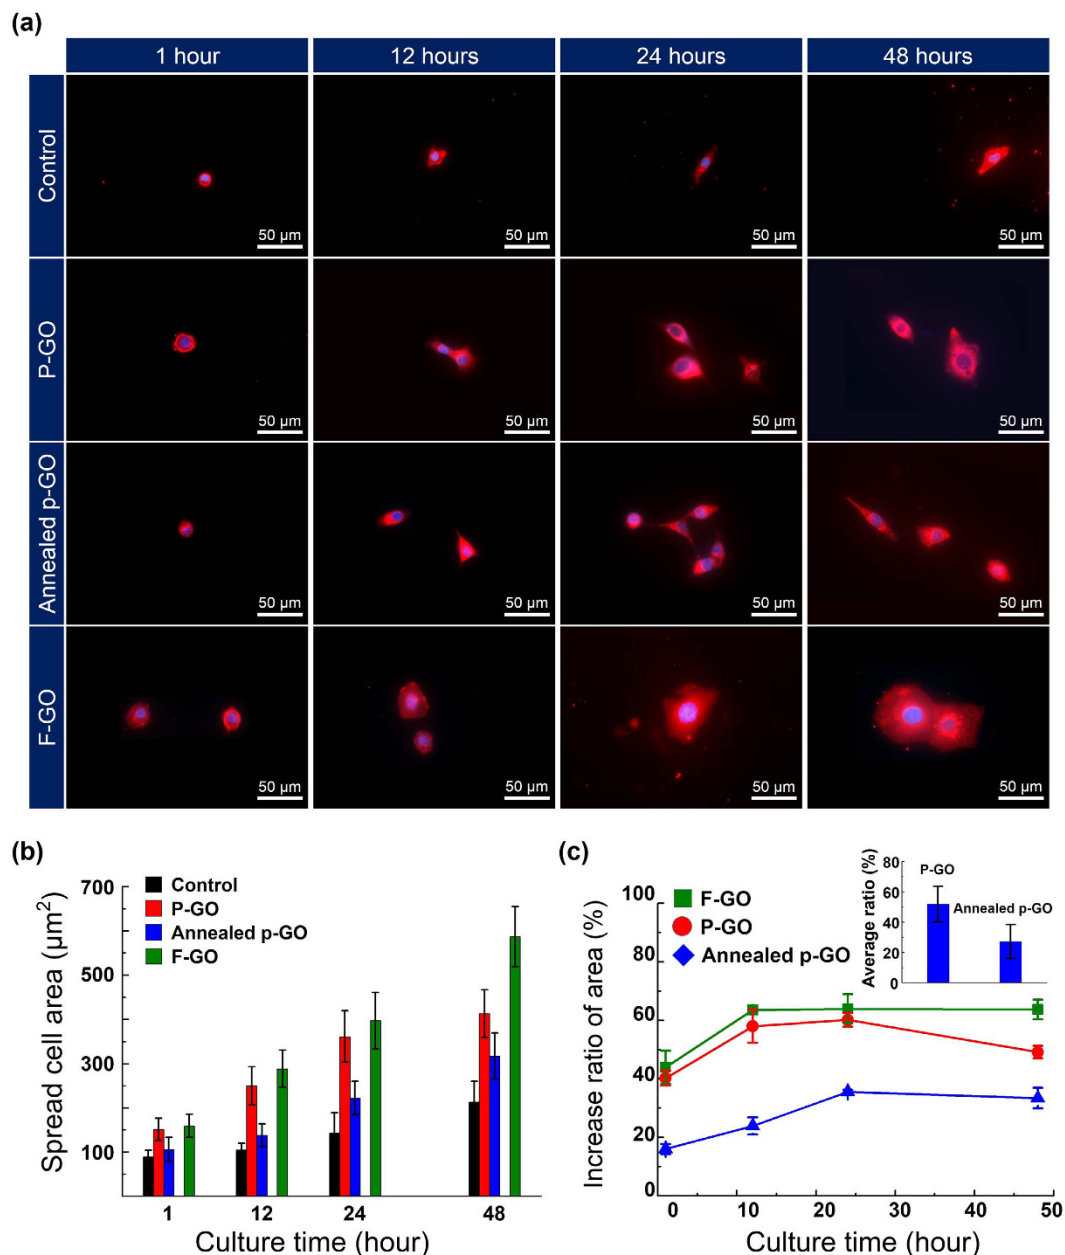 (a)
1 hour 12 hours 24 hours 48 hours
Control
50 µm 50 µm 50 µm 50 µm
P-GO
50 µm 50 µm 50 µm 50 µm
Annealed p-GO
50 µm 50 µm 50 µm 50 µm
F-GO
50 µm 50 µm 50 µm 50 µm
(b)
Spread cell area (µm²)
700
500
300
100
Control
P-GO
Annealed p-GO
F-GO
1 12 24 48
Culture time (hour)
(c)
Increase ratio of area (%)
100
80
60
40
20
0
F-GO
P-GO
Annealed p-GO
Average ratio (%)
80
60
40
20
0
P-GO
Annealed p-GO
0 10 20 30 40 50
Culture time (hour)